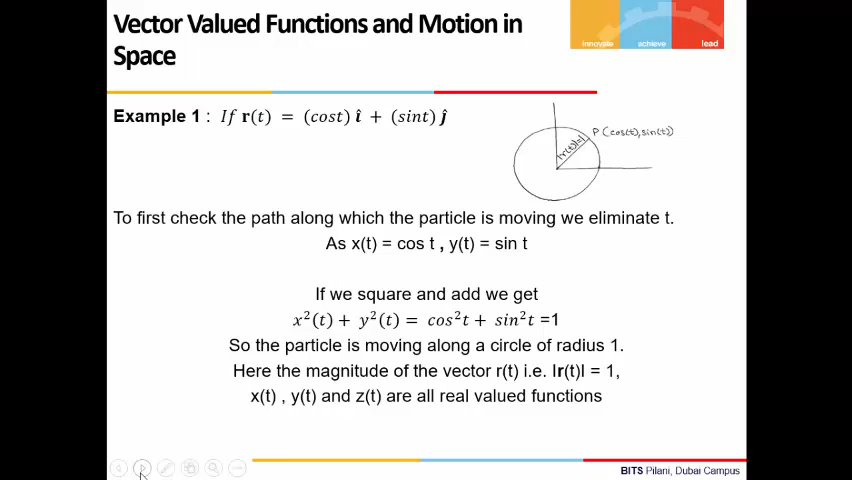 Vector Valued Functions and Motion in
Space
innovate achieve lead
Example 1 : If r(t) = (cost) î + (sint) ĵ
P (cos(t), sin(t))
|r(t)|=1
To first check the path along which the particle is moving we eliminate t.
As x(t) = cos t , y(t) = sin t
If we square and add we get
x²(t) + y²(t) = cos²t + sin²t =1
So the particle is moving along a circle of radius 1.
Here the magnitude of the vector r(t) i.e. lr(t)l = 1,
x(t) , y(t) and z(t) are all real valued functions
BITS Pilani, Dubai Campus